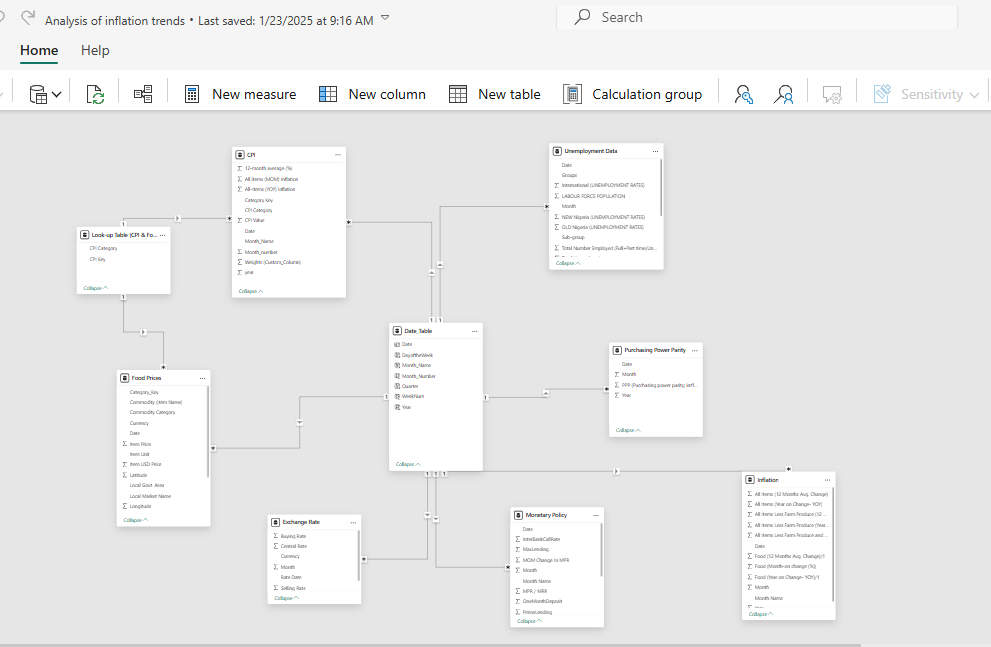 Analysis of inflation trends • Last saved: 1/23/2025 at 9:16 AM
Search
Home
Help
New measure
New column
New table
Calculation group
Sensitivity
CPI
12-month average (%)
All items (MOM) Inflation
All-Items (YOY) Inflation
Category Key
CPI Category
CPI Value
Date
Month_Name
Month_number
Weights (Custom_Column)
year
Collapse
Unemployment Data
Date
Groups
International (UNEMPLOYMENT RATES)
LABOUR FORCE POPULATION
Month
NEW Nigeria (UNEMPLOYMENT RATES)
OLD Nigeria (UNEMPLOYMENT RATES)
Sub-group
Total Number Employed (Full+Part time/Un...
Collapse
Look-up Table (CPI & Fo...
CPI Category
CPI Key
Collapse
Date_Table
Date
DayoftheWeek
Month_Name
Month_Number
Quarter
WeekNum
Year
Collapse
Purchasing Power Parity
Date
Month
PPP (Purchasing power parity, infl...
Year
Collapse
Food Prices
Category_Key
Commodity (Item Name)
Commodity Category
Currency
Date
Item Price
Item Unit
Item USD Price
Latitude
Local Govt. Area
Local Market Name
Longitude
Collapse
Exchange Rate
Buying Rate
Central Rate
Currency
Month
Rate Date
Selling Rate
Collapse
Monetary Policy
Date
InterBankCallRate
MaxLending
MOM Change in MPR
Month
Month Name
MPR / MRR
OneMonthDeposit
PrimeLending
Collapse
Inflation
All Items (12 Months Avg. Change)
All Items (Year on Change- YOY)
All Items Less Farm Produce (12 ...
All Items Less Farm Produce (Year...
All Items Less Farm Produce and ...
Date
Food (12 Months Avg. Change)/1
Food (Month-on change (%))
Food (Year on Change- YOY)/1
Month
Month Name
Collapse